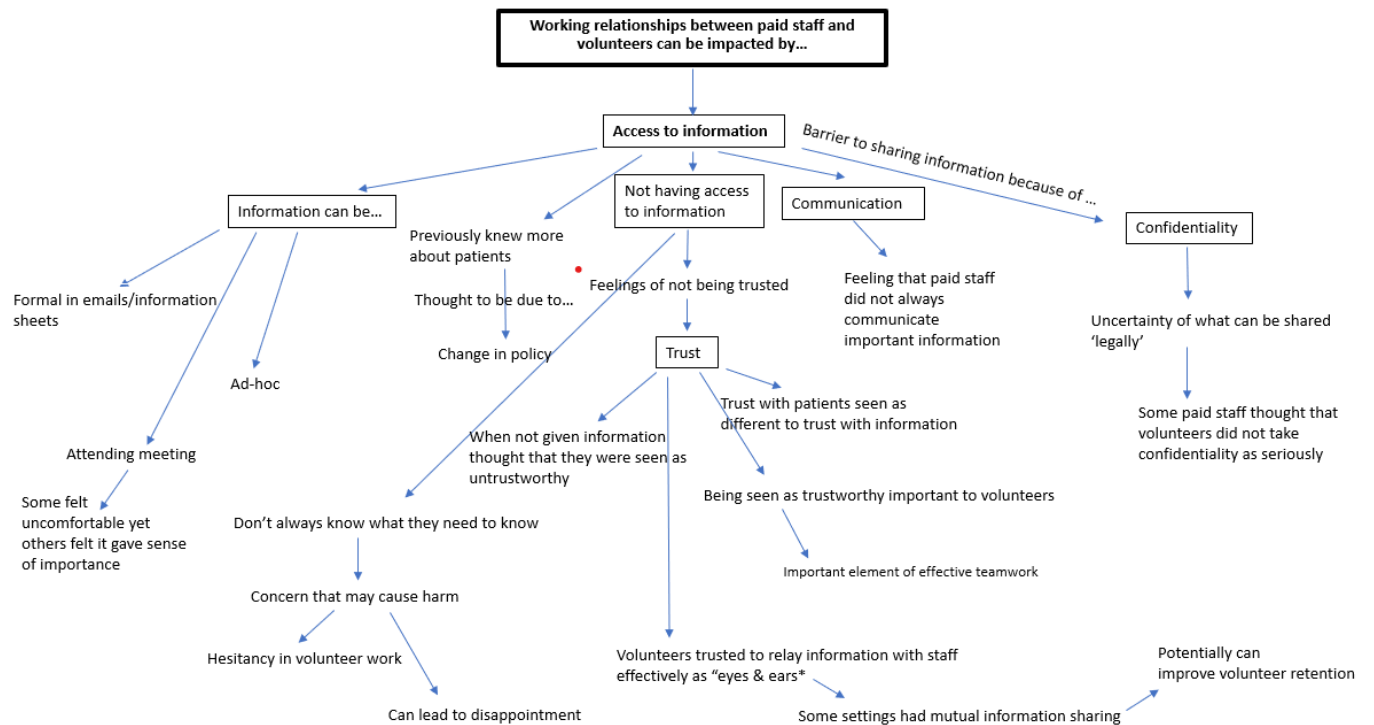 Working relationships between paid staff and
volunteers can be impacted by…
Access to information
Barrier to sharing information because of …
Information can be…
Not having access
to information
Communication
Confidentiality
Previously knew more
about patients
Formal in emails/information
sheets
Thought to be due to…
Feelings of not being trusted
Feeling that paid staff
did not always
communicate
important information
Uncertainty of what can be shared
‘legally’
Change in policy
Trust
Ad-hoc
Trust with patients seen as
different to trust with information
Some paid staff thought that
volunteers did not take
confidentiality as seriously
When not given information
thought that they were seen as
untrustworthy
Attending meeting
Some felt
uncomfortable yet
others felt it gave sense
of importance
Being seen as trustworthy important to volunteers
Don’t always know what they need to know
Important element of effective teamwork
Concern that may cause harm
Hesitancy in volunteer work
Volunteers trusted to relay information with staff
effectively as “eyes & ears*
Potentially can
improve volunteer retention
Can lead to disappointment
Some settings had mutual information sharing